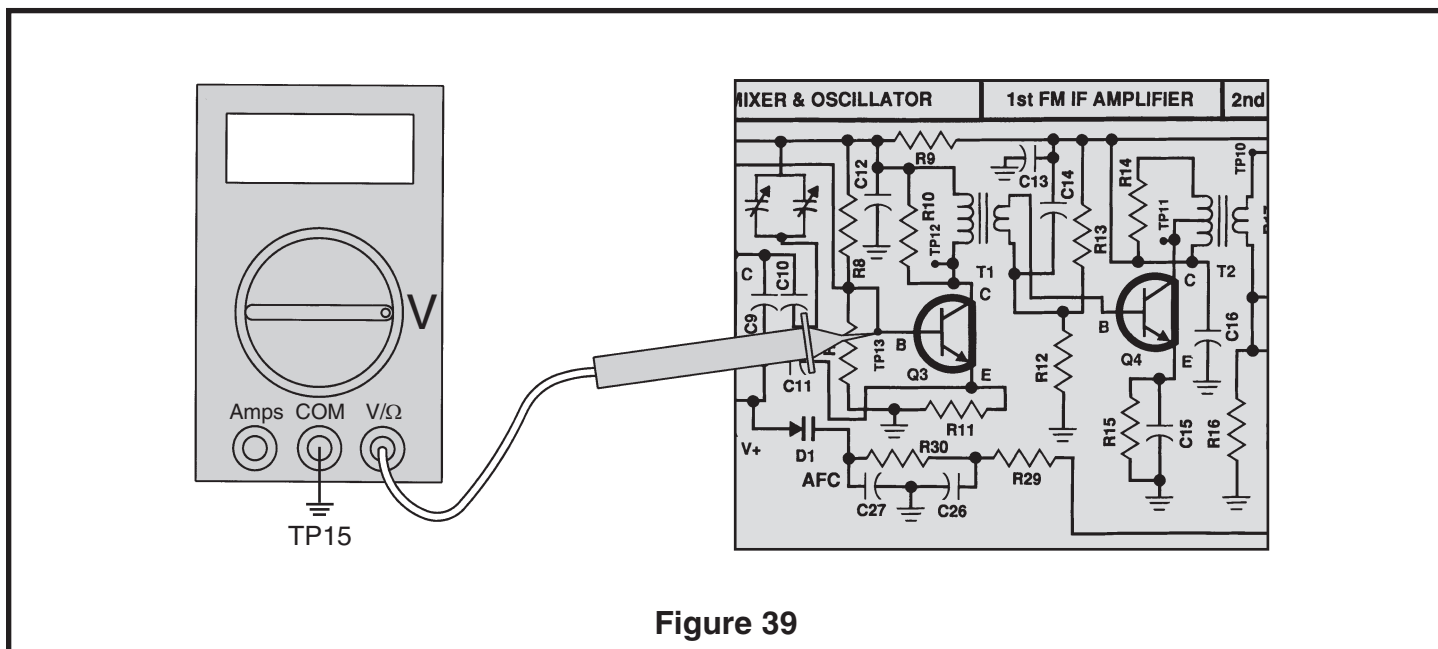 MIXER & OSCILLATOR
1st FM IF AMPLIFIER
2nd
R9
C12
R10
TP12
R8
C13
C14
R13
R14
TP11
TP10
T1
T2
C
C10
C9
C
C
B
TP13
Q3
E
B
Q4
E
C16
R12
C11
R11
R15
C15
R16
V+
D1
R30
AFC
R29
C27
C26
V
Amps COM V/Ω
TP15
Figure 39